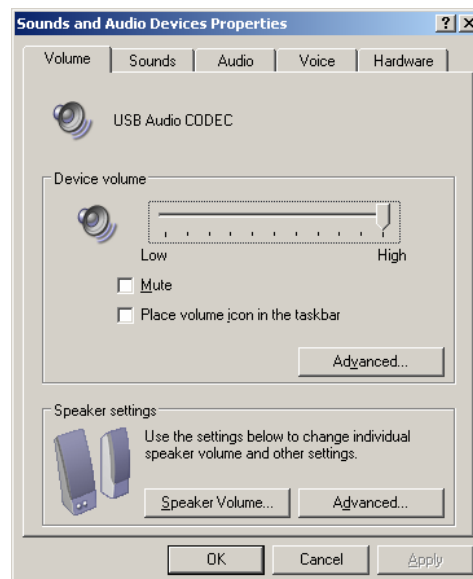 Sounds and Audio Devices Properties
Volume Sounds Audio Voice Hardware
USB Audio CODEC
Device volume
Low High
Mute
Place volume icon in the taskbar
Advanced...
Speaker settings
Use the settings below to change individual
speaker volume and other settings.
Speaker Volume... Advanced...
OK Cancel Apply